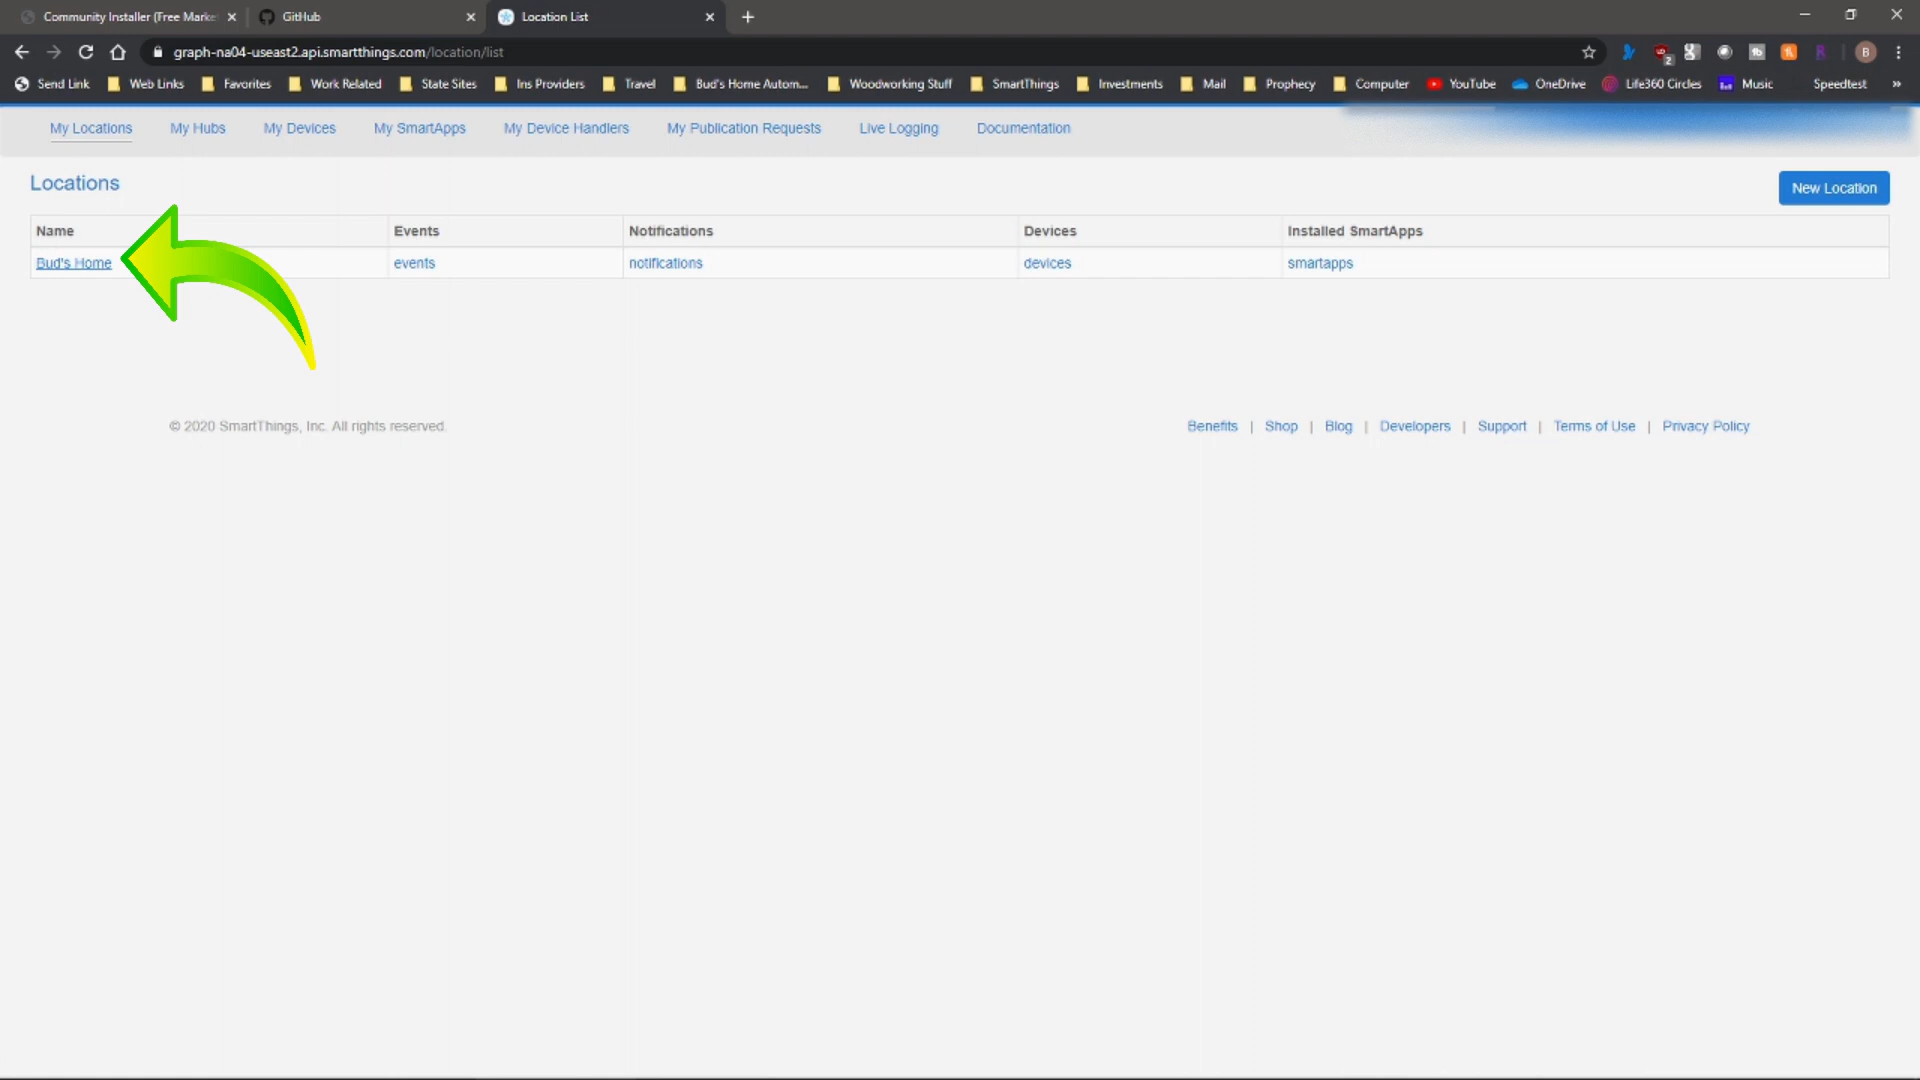 Community Installer (Free Marke
GitHub
Location List
graph-na04-useast2.api.smartthings.com/location/list
Send Link Web Links Favorites Work Related State Sites Ins Providers Travel Bud's Home Autom... Woodworking Stuff SmartThings Investments Mail Prophecy Computer YouTube OneDrive Life360 Circles Music Speedtest »
My Locations My Hubs My Devices My SmartApps My Device Handlers My Publication Requests Live Logging Documentation
Locations
New Location
Name Events Notifications Devices Installed SmartApps
Bud's Home events notifications devices smartapps
© 2020 SmartThings, Inc. All rights reserved.
Benefits | Shop | Blog | Developers | Support | Terms of Use | Privacy Policy